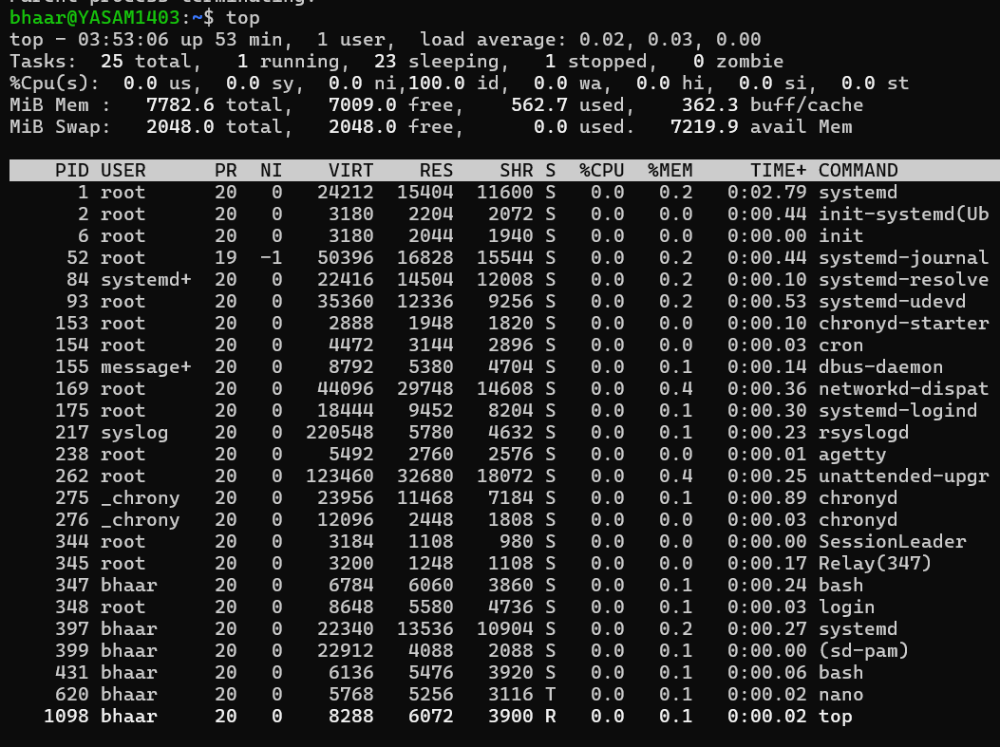 Parent process terminating.
bhaar@YASAM1403:~$ top
top - 03:53:06 up 53 min,  1 user,  load average: 0.02, 0.03, 0.00
Tasks:  25 total,   1 running,  23 sleeping,   1 stopped,   0 zombie
%Cpu(s):  0.0 us,  0.0 sy,  0.0 ni,100.0 id,  0.0 wa,  0.0 hi,  0.0 si,  0.0 st
MiB Mem :   7782.6 total,   7009.0 free,    562.7 used,    362.3 buff/cache
MiB Swap:   2048.0 total,   2048.0 free,      0.0 used.   7219.9 avail Mem
    PID USER      PR  NI    VIRT    RES    SHR S  %CPU  %MEM     TIME+ COMMAND
      1 root      20   0   24212  15404  11600 S   0.0   0.2   0:02.79 systemd
      2 root      20   0    3180   2204   2072 S   0.0   0.0   0:00.44 init-systemd(Ub
      6 root      20   0    3180   2044   1940 S   0.0   0.0   0:00.00 init
     52 root      19  -1   50396  16828  15544 S   0.0   0.2   0:00.44 systemd-journal
     84 systemd+  20   0   22416  14504  12008 S   0.0   0.2   0:00.10 systemd-resolve
     93 root      20   0   35360  12336   9256 S   0.0   0.2   0:00.53 systemd-udevd
    153 root      20   0    2888   1948   1820 S   0.0   0.0   0:00.10 chronyd-starter
    154 root      20   0    4472   3144   2896 S   0.0   0.0   0:00.03 cron
    155 message+  20   0    8792   5380   4704 S   0.0   0.1   0:00.14 dbus-daemon
    169 root      20   0   44096  29748  14608 S   0.0   0.4   0:00.36 networkd-dispat
    175 root      20   0   18444   9452   8204 S   0.0   0.1   0:00.30 systemd-logind
    217 syslog    20   0  220548   5780   4632 S   0.0   0.1   0:00.23 rsyslogd
    238 root      20   0    5492   2760   2576 S   0.0   0.0   0:00.01 agetty
    262 root      20   0  123460  32680  18072 S   0.0   0.4   0:00.25 unattended-upgr
    275 _chrony   20   0   23956  11468   7184 S   0.0   0.1   0:00.89 chronyd
    276 _chrony   20   0   12096   2448   1808 S   0.0   0.0   0:00.03 chronyd
    344 root      20   0    3184   1108    980 S   0.0   0.0   0:00.00 SessionLeader
    345 root      20   0    3200   1248   1108 S   0.0   0.0   0:00.17 Relay(347)
    347 bhaar     20   0    6784   6060   3860 S   0.0   0.1   0:00.24 bash
    348 root      20   0    8648   5580   4736 S   0.0   0.1   0:00.03 login
    397 bhaar     20   0   22340  13536  10904 S   0.0   0.2   0:00.27 systemd
    399 bhaar     20   0   22912   4088   2088 S   0.0   0.1   0:00.00 (sd-pam)
    431 bhaar     20   0    6136   5476   3920 S   0.0   0.1   0:00.06 bash
    620 bhaar     20   0    5768   5256   3116 T   0.0   0.1   0:00.02 nano
   1098 bhaar     20   0    8288   6072   3900 R   0.0   0.1   0:00.02 top